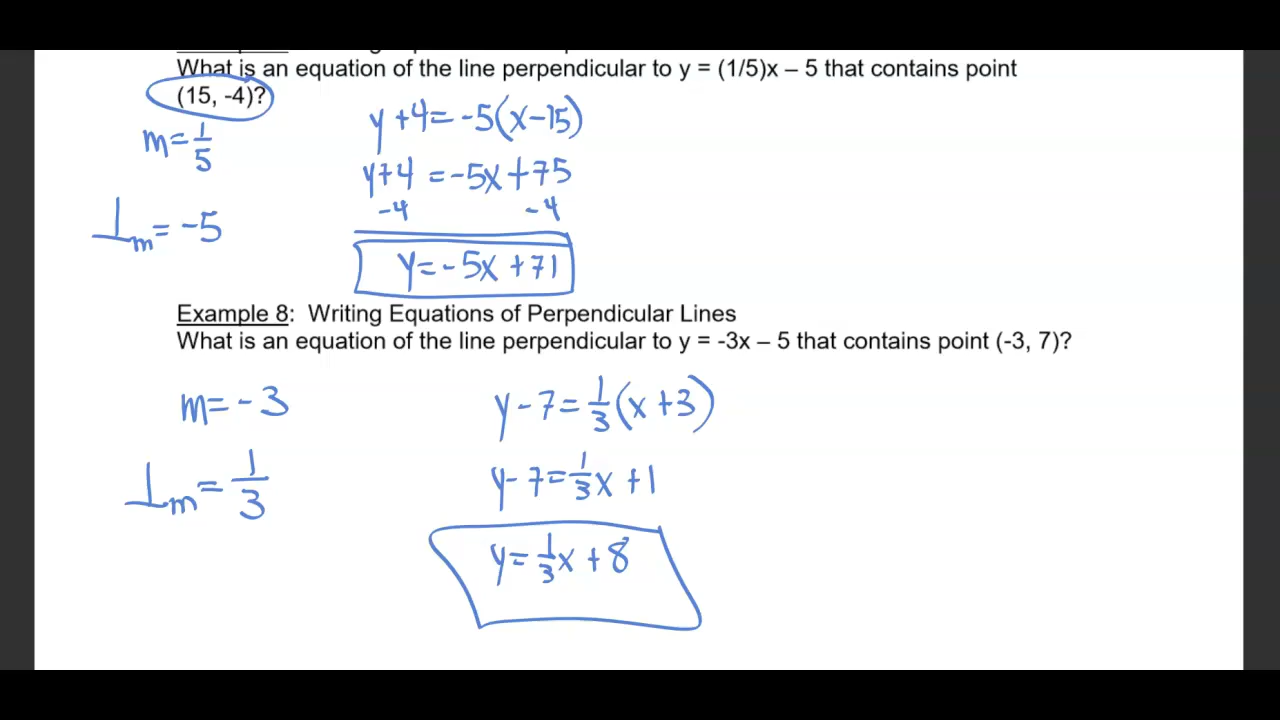 What is an equation of the line perpendicular to y = (1/5)x – 5 that contains point
(15, -4)?
m = 1/5
⊥m = -5
y + 4 = -5(x - 15)
y + 4 = -5x + 75
-4 -4
y = -5x + 71
Example 8: Writing Equations of Perpendicular Lines
What is an equation of the line perpendicular to y = -3x – 5 that contains point (-3, 7)?
m = -3
⊥m = 1/3
y - 7 = 1/3(x + 3)
y - 7 = 1/3x + 1
y = 1/3x + 8